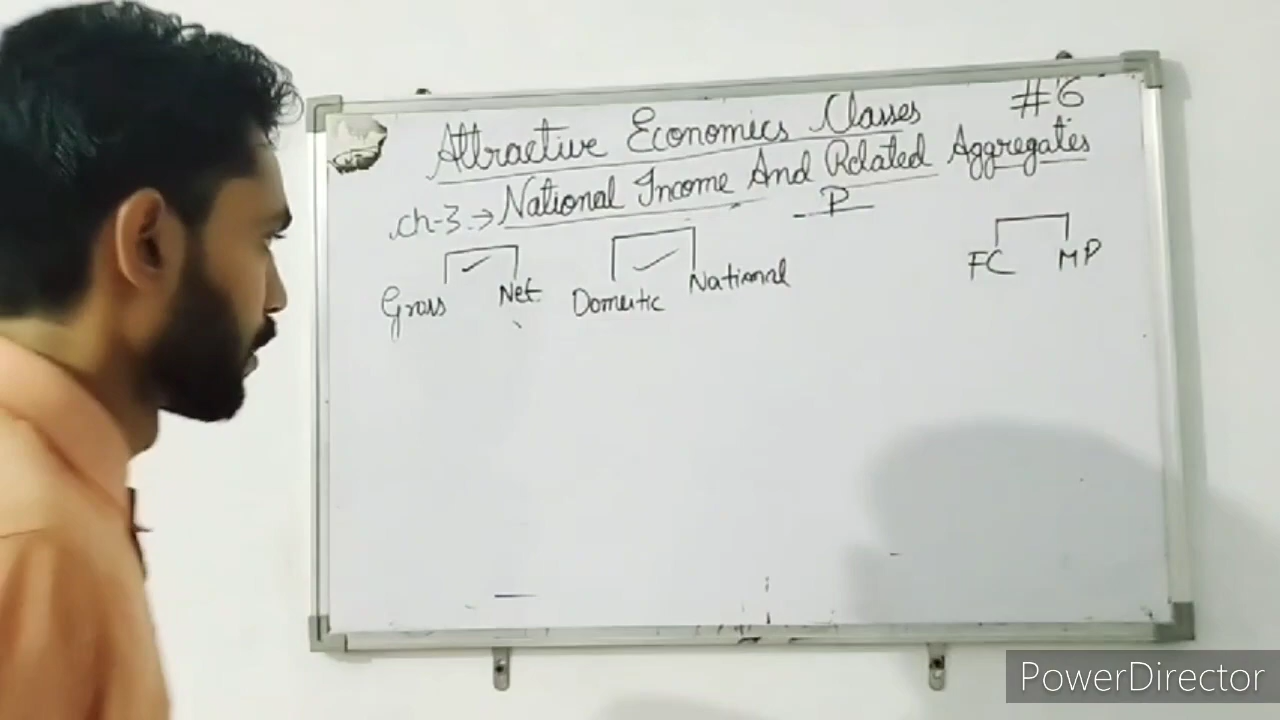 Attractive Economics Classes #6
Ch-3 → National Income And Related Aggregates
P
Gross Net Domestic National FC MP
PowerDirector